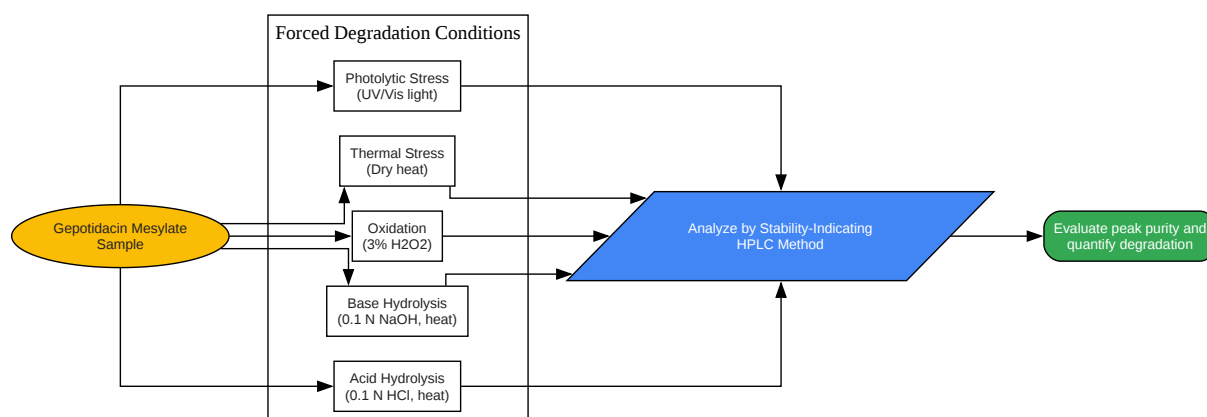 Forced Degradation Conditions
Photolytic Stress
(UV/Vis light)
Thermal Stress
(Dry heat)
Gepotidacin Mesylate
Sample
Oxidation
(3% H2O2)
Base Hydrolysis
(0.1 N NaOH, heat)
Acid Hydrolysis
(0.1 N HCl, heat)
Analyze by Stability-Indicating
HPLC Method
Evaluate peak purity and
quantify degradation